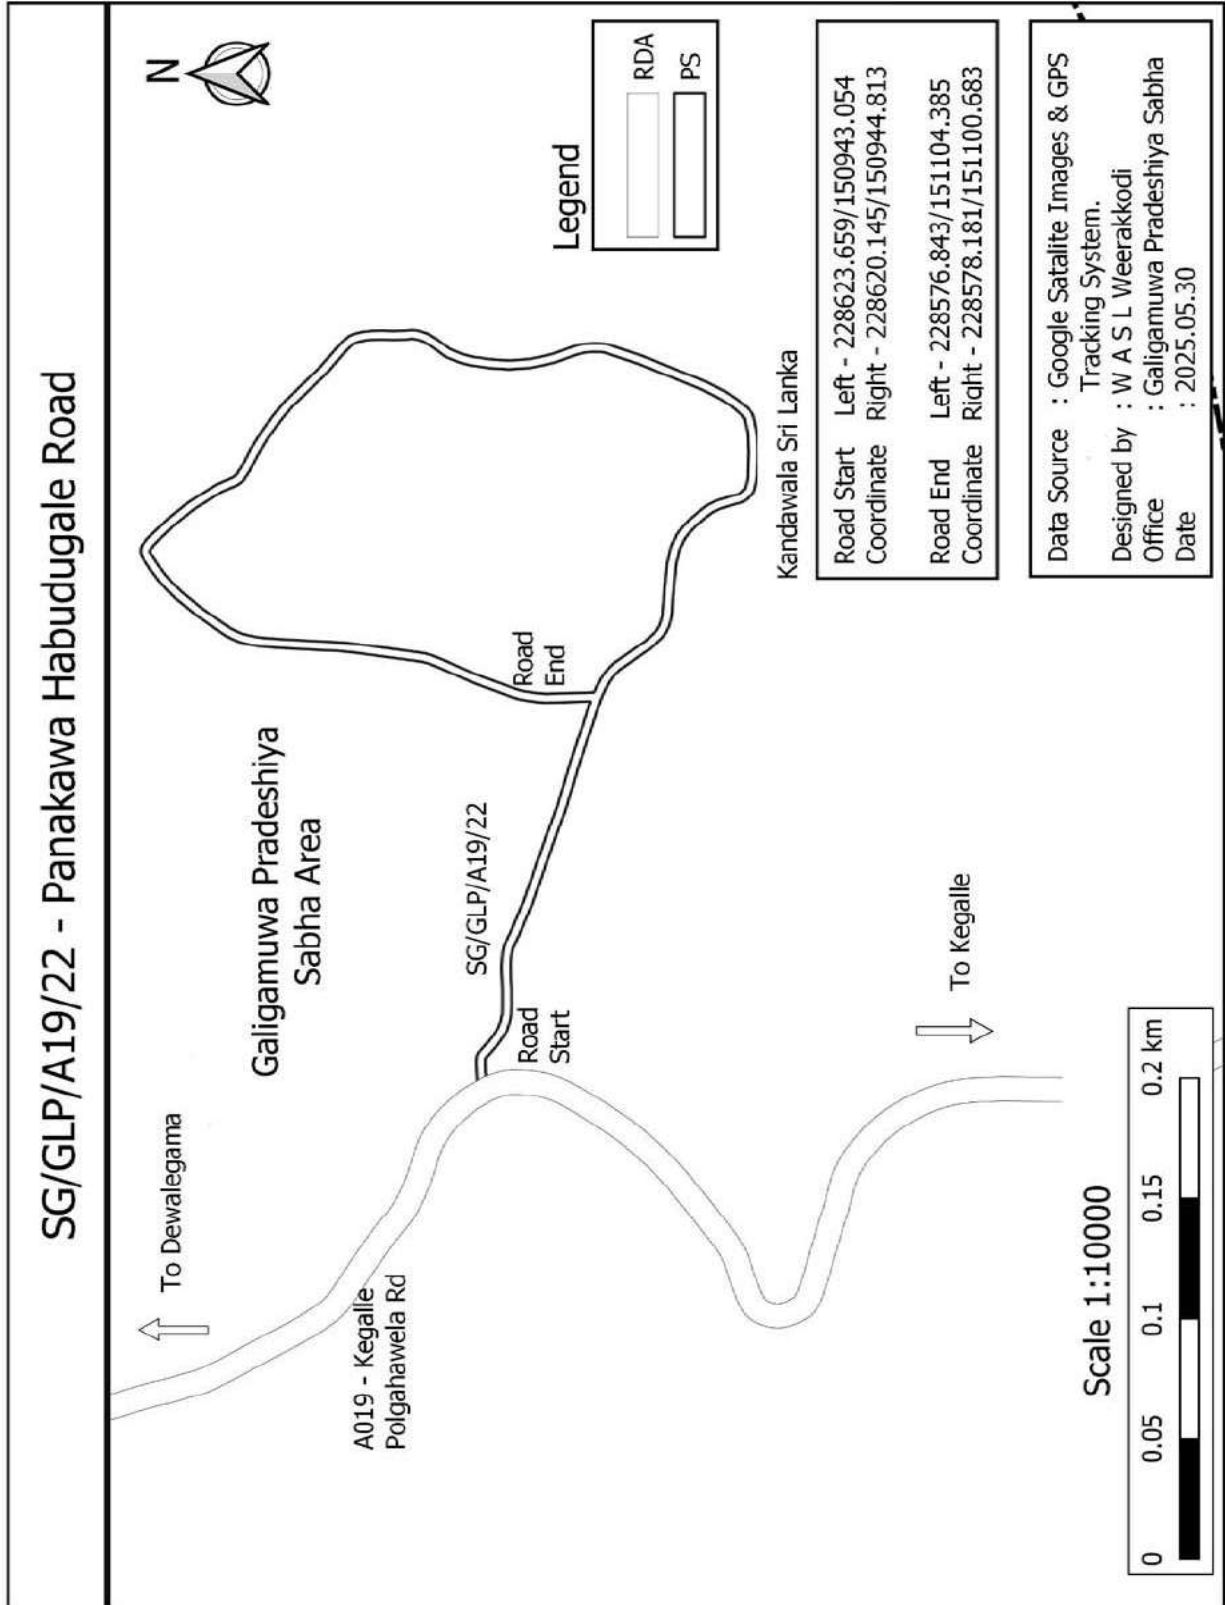 SG/GLP/A19/22 - Panakawa Habudugale Road
N
To Dewalegama
Galigamuwa Pradeshiya
Sabha Area
A019 - Kegalle
Polgahawela Rd
SG/GLP/A19/22
Road
Start
Road
End
To Kegalle
Kandawala Sri Lanka
Legend
RDA
PS
Road Start Left - 228623.659/150943.054
Coordinate Right - 228620.145/150944.813
Road End Left - 228576.843/151104.385
Coordinate Right - 228578.181/151100.683
Data Source : Google Satalite Images & GPS
Tracking System.
Designed by : W A S L Weerakkodi
Office : Galigamuwa Pradeshiya Sabha
Date : 2025.05.30
Scale 1:10000
0 0.05 0.1 0.15 0.2 km